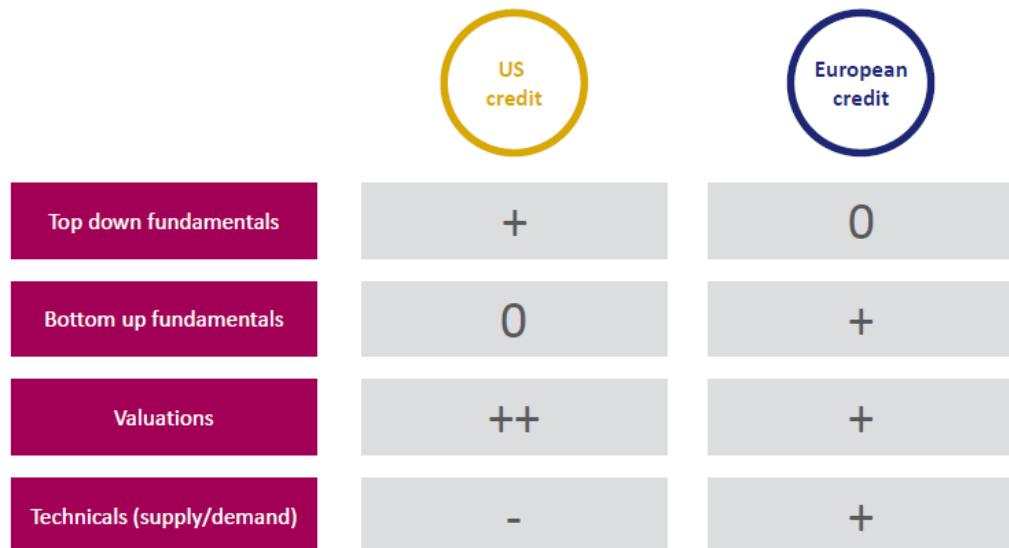 US
credit
European
credit
Top down fundamentals
+
0
Bottom up fundamentals
0
+
Valuations
++
+
Technicals (supply/demand)
-
+